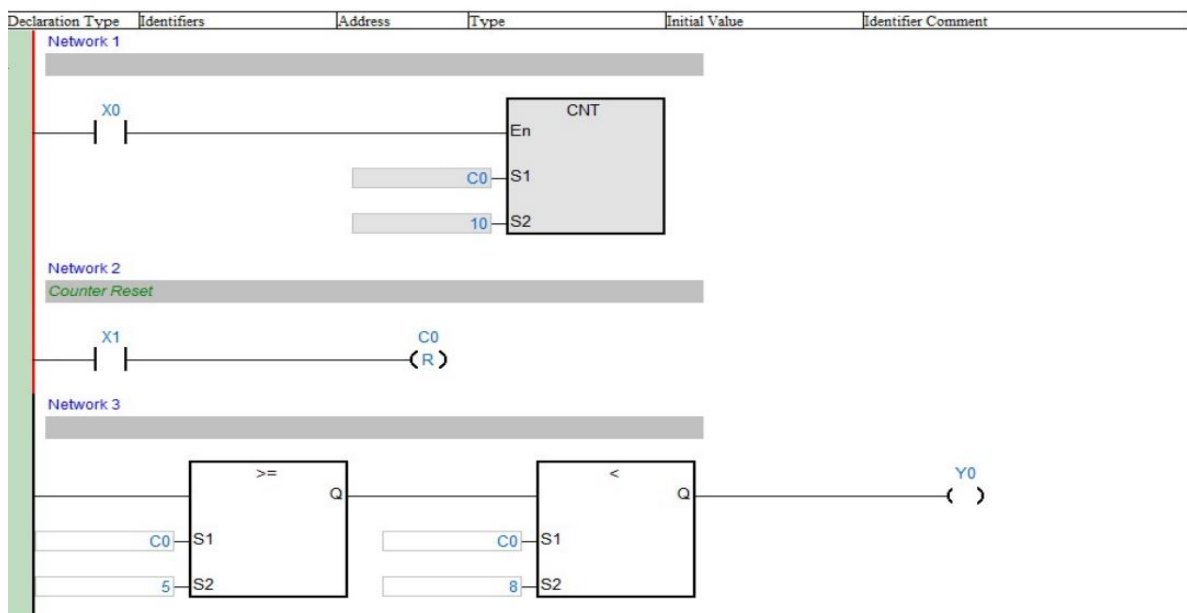 Declaration Type Identifiers Address Type Initial Value Identifier Comment
Network 1
X0
CNT
En
C0 S1
10 S2
Network 2
Counter Reset
X1 C0
R
Network 3
>= <
Y0
Q Q
C0 S1 C0 S1
5 S2 8 S2